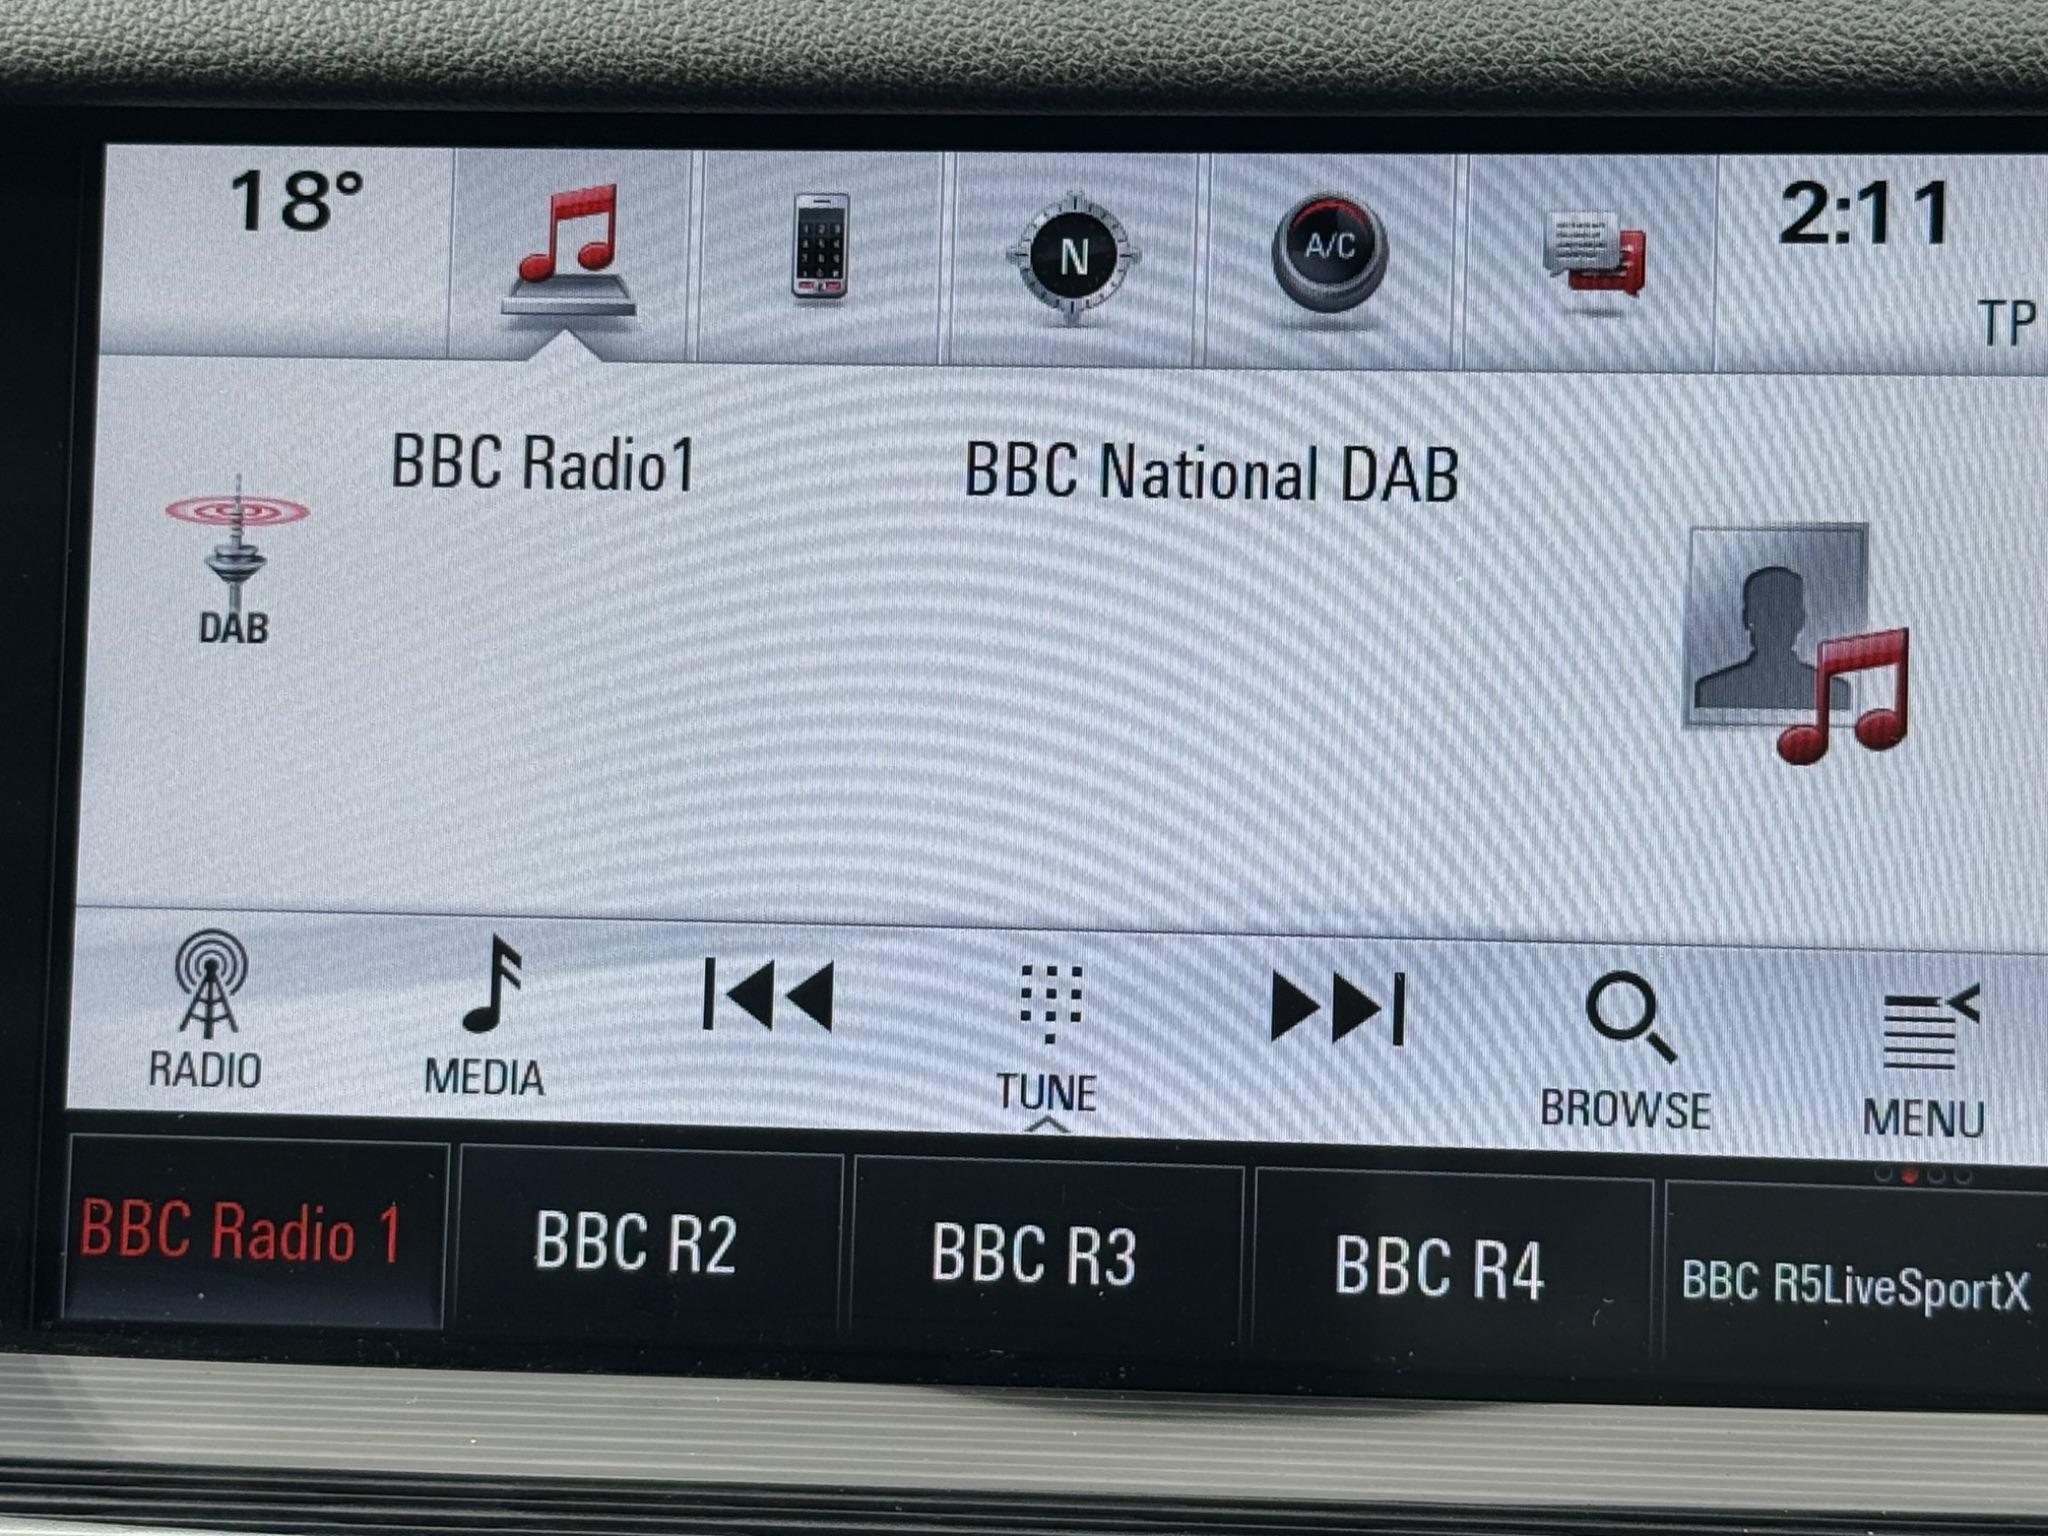 18°
N
A/C
2:11
TP
BBC Radio1
BBC National DAB
DAB
RADIO
MEDIA
TUNE
BROWSE
MENU
BBC Radio 1
BBC R2
BBC R3
BBC R4
BBC R5LiveSportX